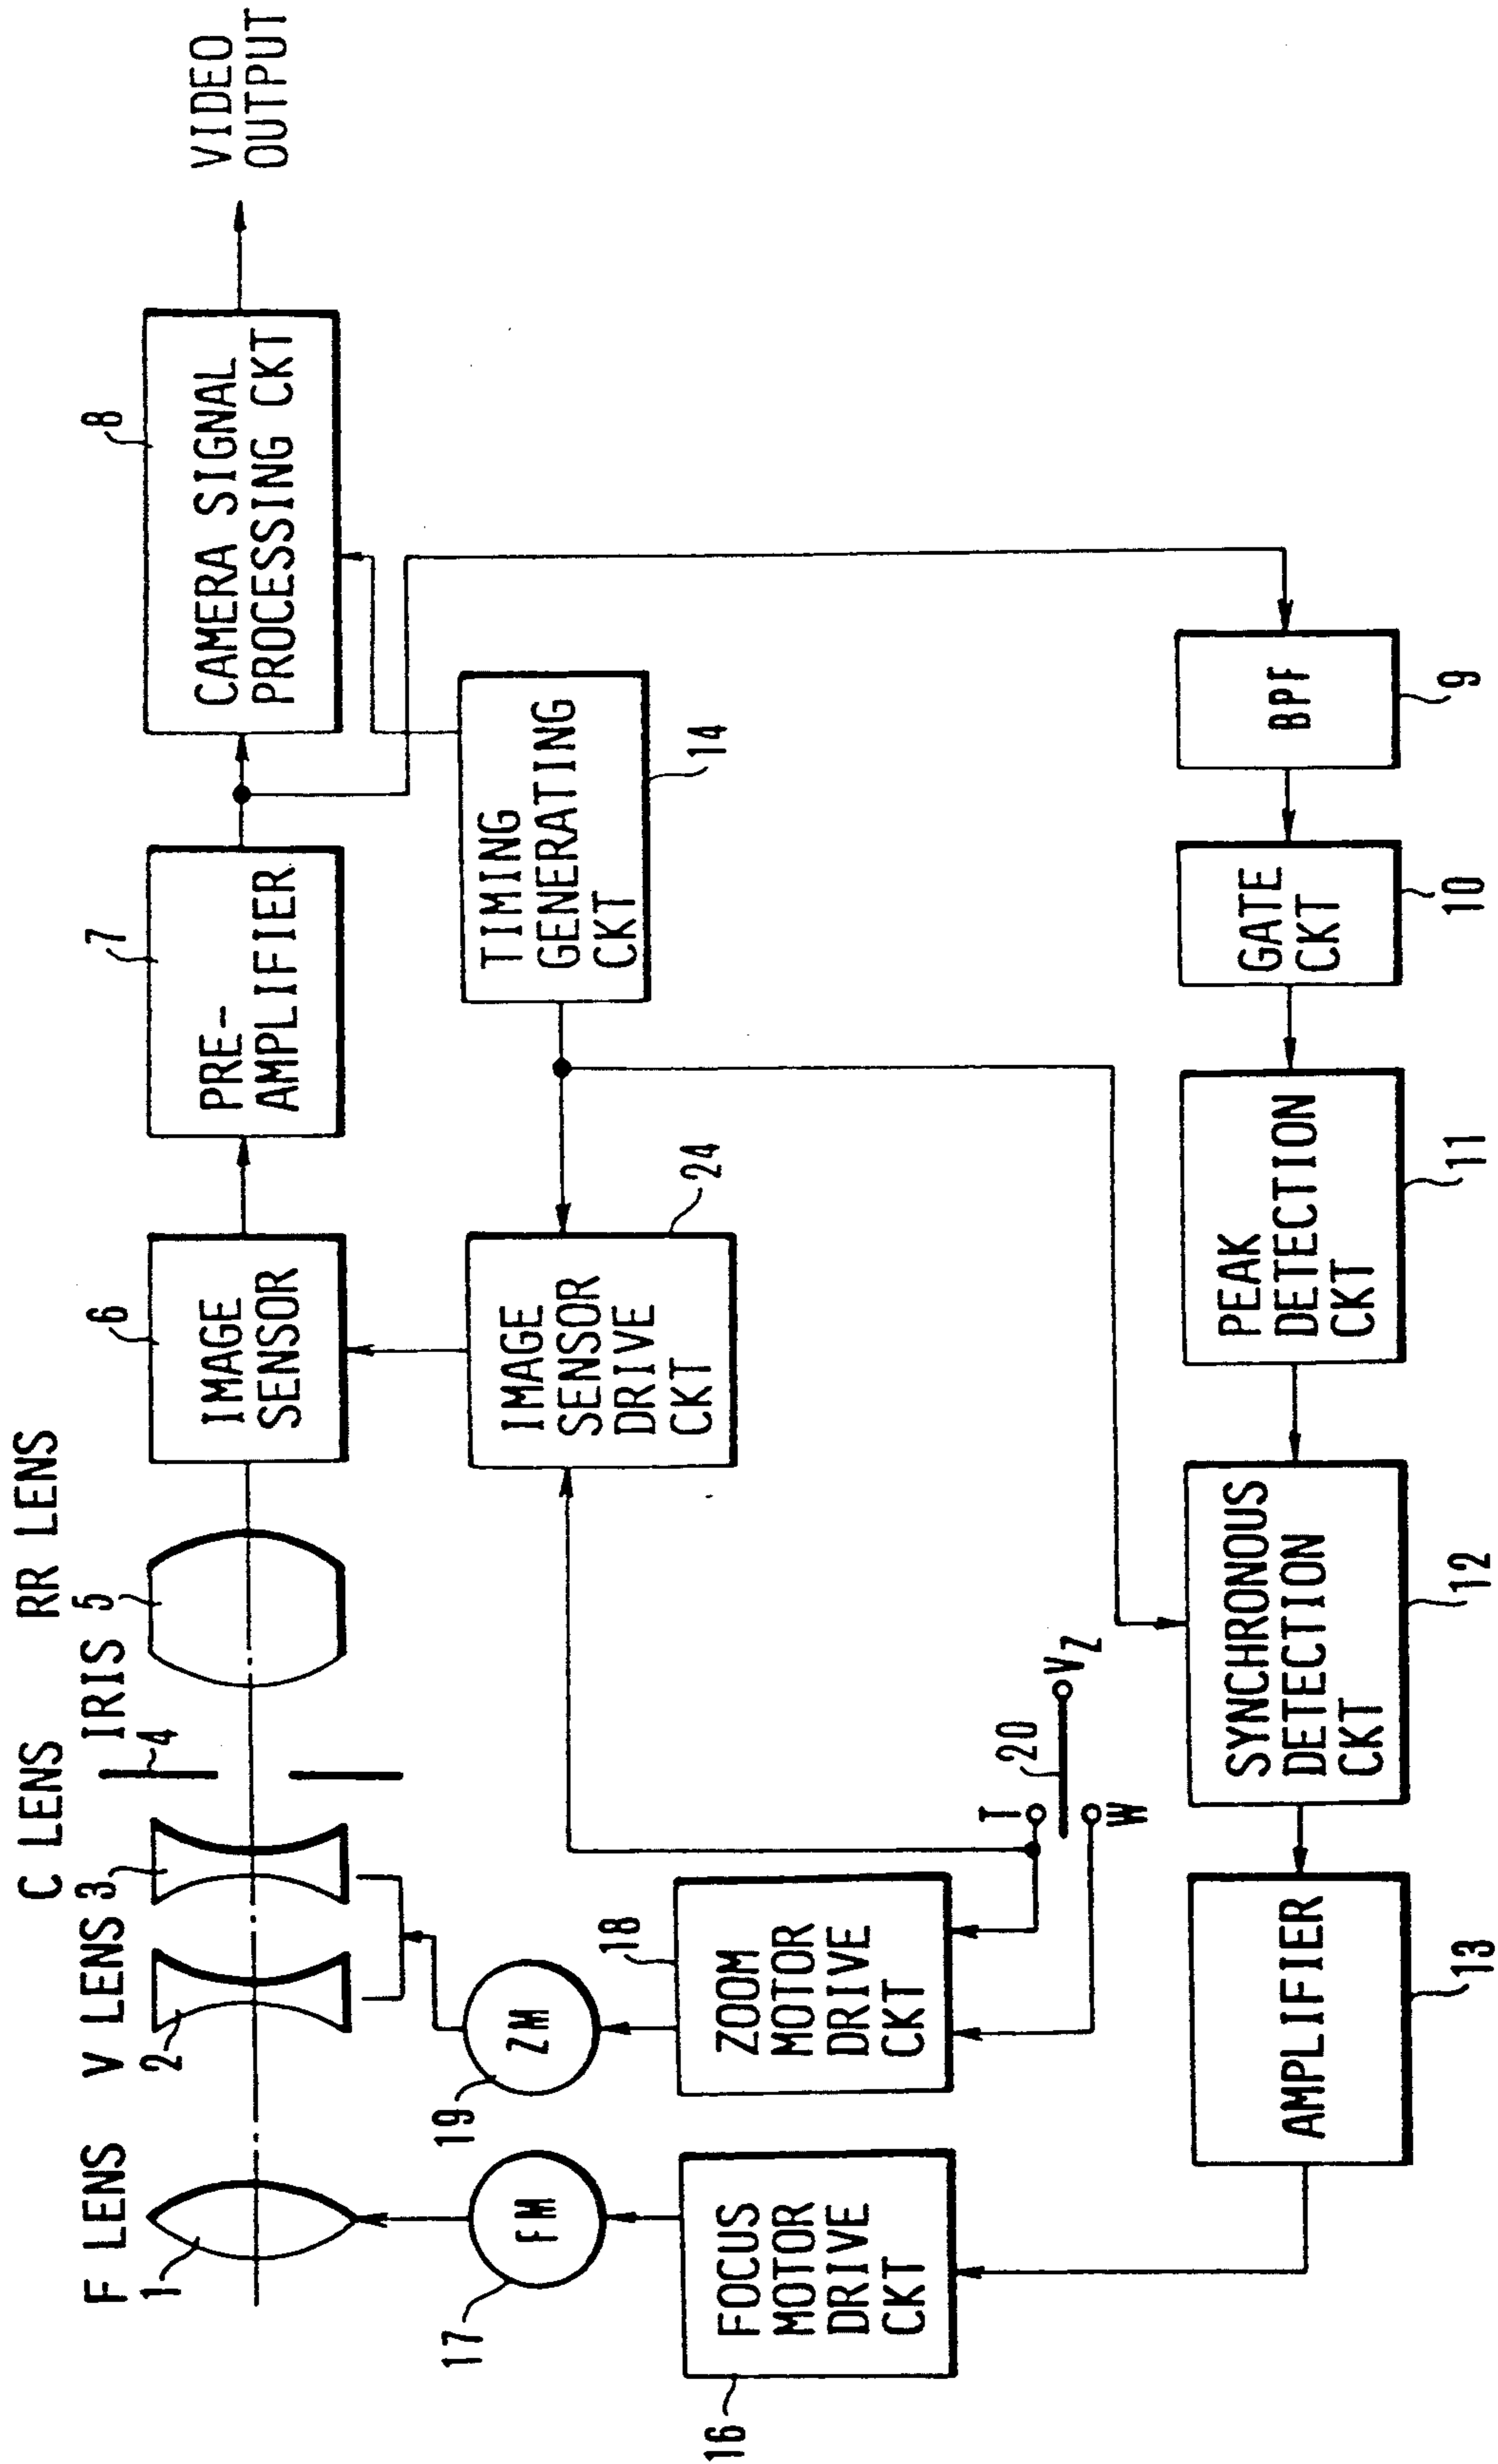 F LENS
1
V LENS
2
C LENS
3
IRIS
4
RR LENS
5
6
IMAGE
SENSOR
7
PRE-
AMPLIFIER
8
CAMERA SIGNAL
PROCESSING CKT
VIDEO
OUTPUT
17
FM
19
ZM
24
IMAGE
SENSOR
DRIVE
CKT
14
TIMING
GENERATING
CKT
16
FOCUS
MOTOR
DRIVE
CKT
18
ZOOM
MOTOR
DRIVE
CKT
T
20
VZ
W
13
AMPLIFIER
12
SYNCHRONOUS
DETECTION
CKT
11
PEAK
DETECTION
CKT
10
GATE
CKT
9
BPF